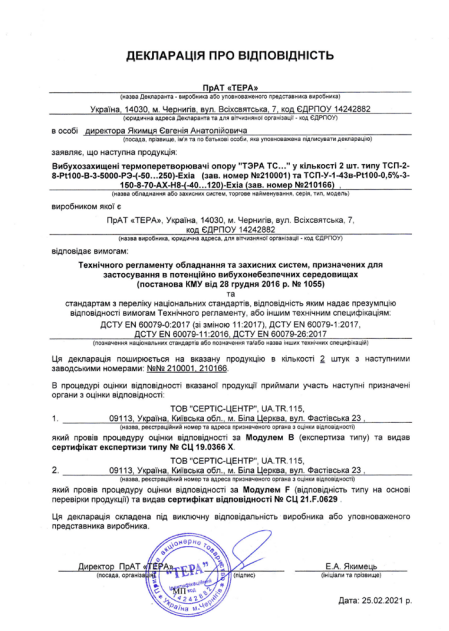 ДЕКЛАРАЦІЯ ПРО ВІДПОВІДНІСТЬ
ПрАТ «ТЕРА»
(назва Декларанта - виробника або уповноваженого представника виробника)
Україна, 14030, м. Чернігів, вул. Всіхсвятська, 7, код ЄДРПОУ 14242882
(юридична адреса Декларанта та для вітчизняної організації - код ЄДРПОУ)
в особі директора Якимця Євгенія Анатолійовича
(посада, прізвище, ім'я та по батькові особи, яка уповноважена підписувати декларацію)
заявляє, що наступна продукція:
Вибухозахищені термоперетворювачі опору "ТЭРА ТС…" у кількості 2 шт. типу ТСП-2-
8-Pt100-В-3-5000-РЭ-(-50...250)-Exia (зав. номер №210001) та ТСП-У-1-43в-Pt100-0,5%-3-
150-8-70-АХ-Н8-(-40...120)-Exia (зав. номер №210166) ,
(назва обладнання або захисних систем, торгове найменування, серія, тип, модель)
виробником якої є
ПрАТ «ТЕРА», Україна, 14030, м. Чернігів, вул. Всіхсвятська, 7,
код ЄДРПОУ 14242882
(назва виробника, юридична адреса, для вітчизняної організації - код ЄДРПОУ)
відповідає вимогам:
Технічного регламенту обладнання та захисних систем, призначених для
застосування в потенційно вибухонебезпечних середовищах
(постанова КМУ від 28 грудня 2016 р. № 1055)
та
стандартам з переліку національних стандартів, відповідність яким надає презумпцію
відповідності вимогам Технічного регламенту, або іншим технічним специфікаціям:
ДСТУ EN 60079-0:2017 (зі зміною 11:2017), ДСТУ EN 60079-1:2017,
ДСТУ EN 60079-11:2016, ДСТУ EN 60079-26:2017
(позначення національних стандартів або позначення та/або назва інших технічних специфікацій)
Ця декларація поширюється на вказану продукцію в кількості 2 штук з наступними
заводськими номерами: №№ 210001, 210166.
В процедурі оцінки відповідності вказаної продукції приймали участь наступні призначені
органи з оцінки відповідності:
ТОВ "СЕРТІС-ЦЕНТР", UA.TR.115,
1. 09113, Україна, Київська обл., м. Біла Церква, вул. Фастівська 23 ,
(назва, реєстраційний номер та адреса призначеного органа з оцінки відповідності)
який провів процедуру оцінки відповідності за Модулем В (експертиза типу) та видав
сертифікат експертизи типу № СЦ 19.0366 Х.
ТОВ "СЕРТІС-ЦЕНТР", UA.TR.115,
2. 09113, Україна, Київська обл., м. Біла Церква, вул. Фастівська 23 ,
(назва, реєстраційний номер та адреса призначеного органа з оцінки відповідності)
який провів процедуру оцінки відповідності за Модулем F (відповідність типу на основі
перевірки продукції) та видав сертифікат відповідності № СЦ 21.F.0629 .
Ця декларація складена під виключну відповідальність виробника або уповноваженого
представника виробника.
Директор ПрАТ «ТЕРА» Е.А. Якимець
(посада, організація) (підпис) (ініціали та прізвище)
"ТЕРА"
Ідентифікаційний
код
14242882
МП
Дата: 25.02.2021 р.